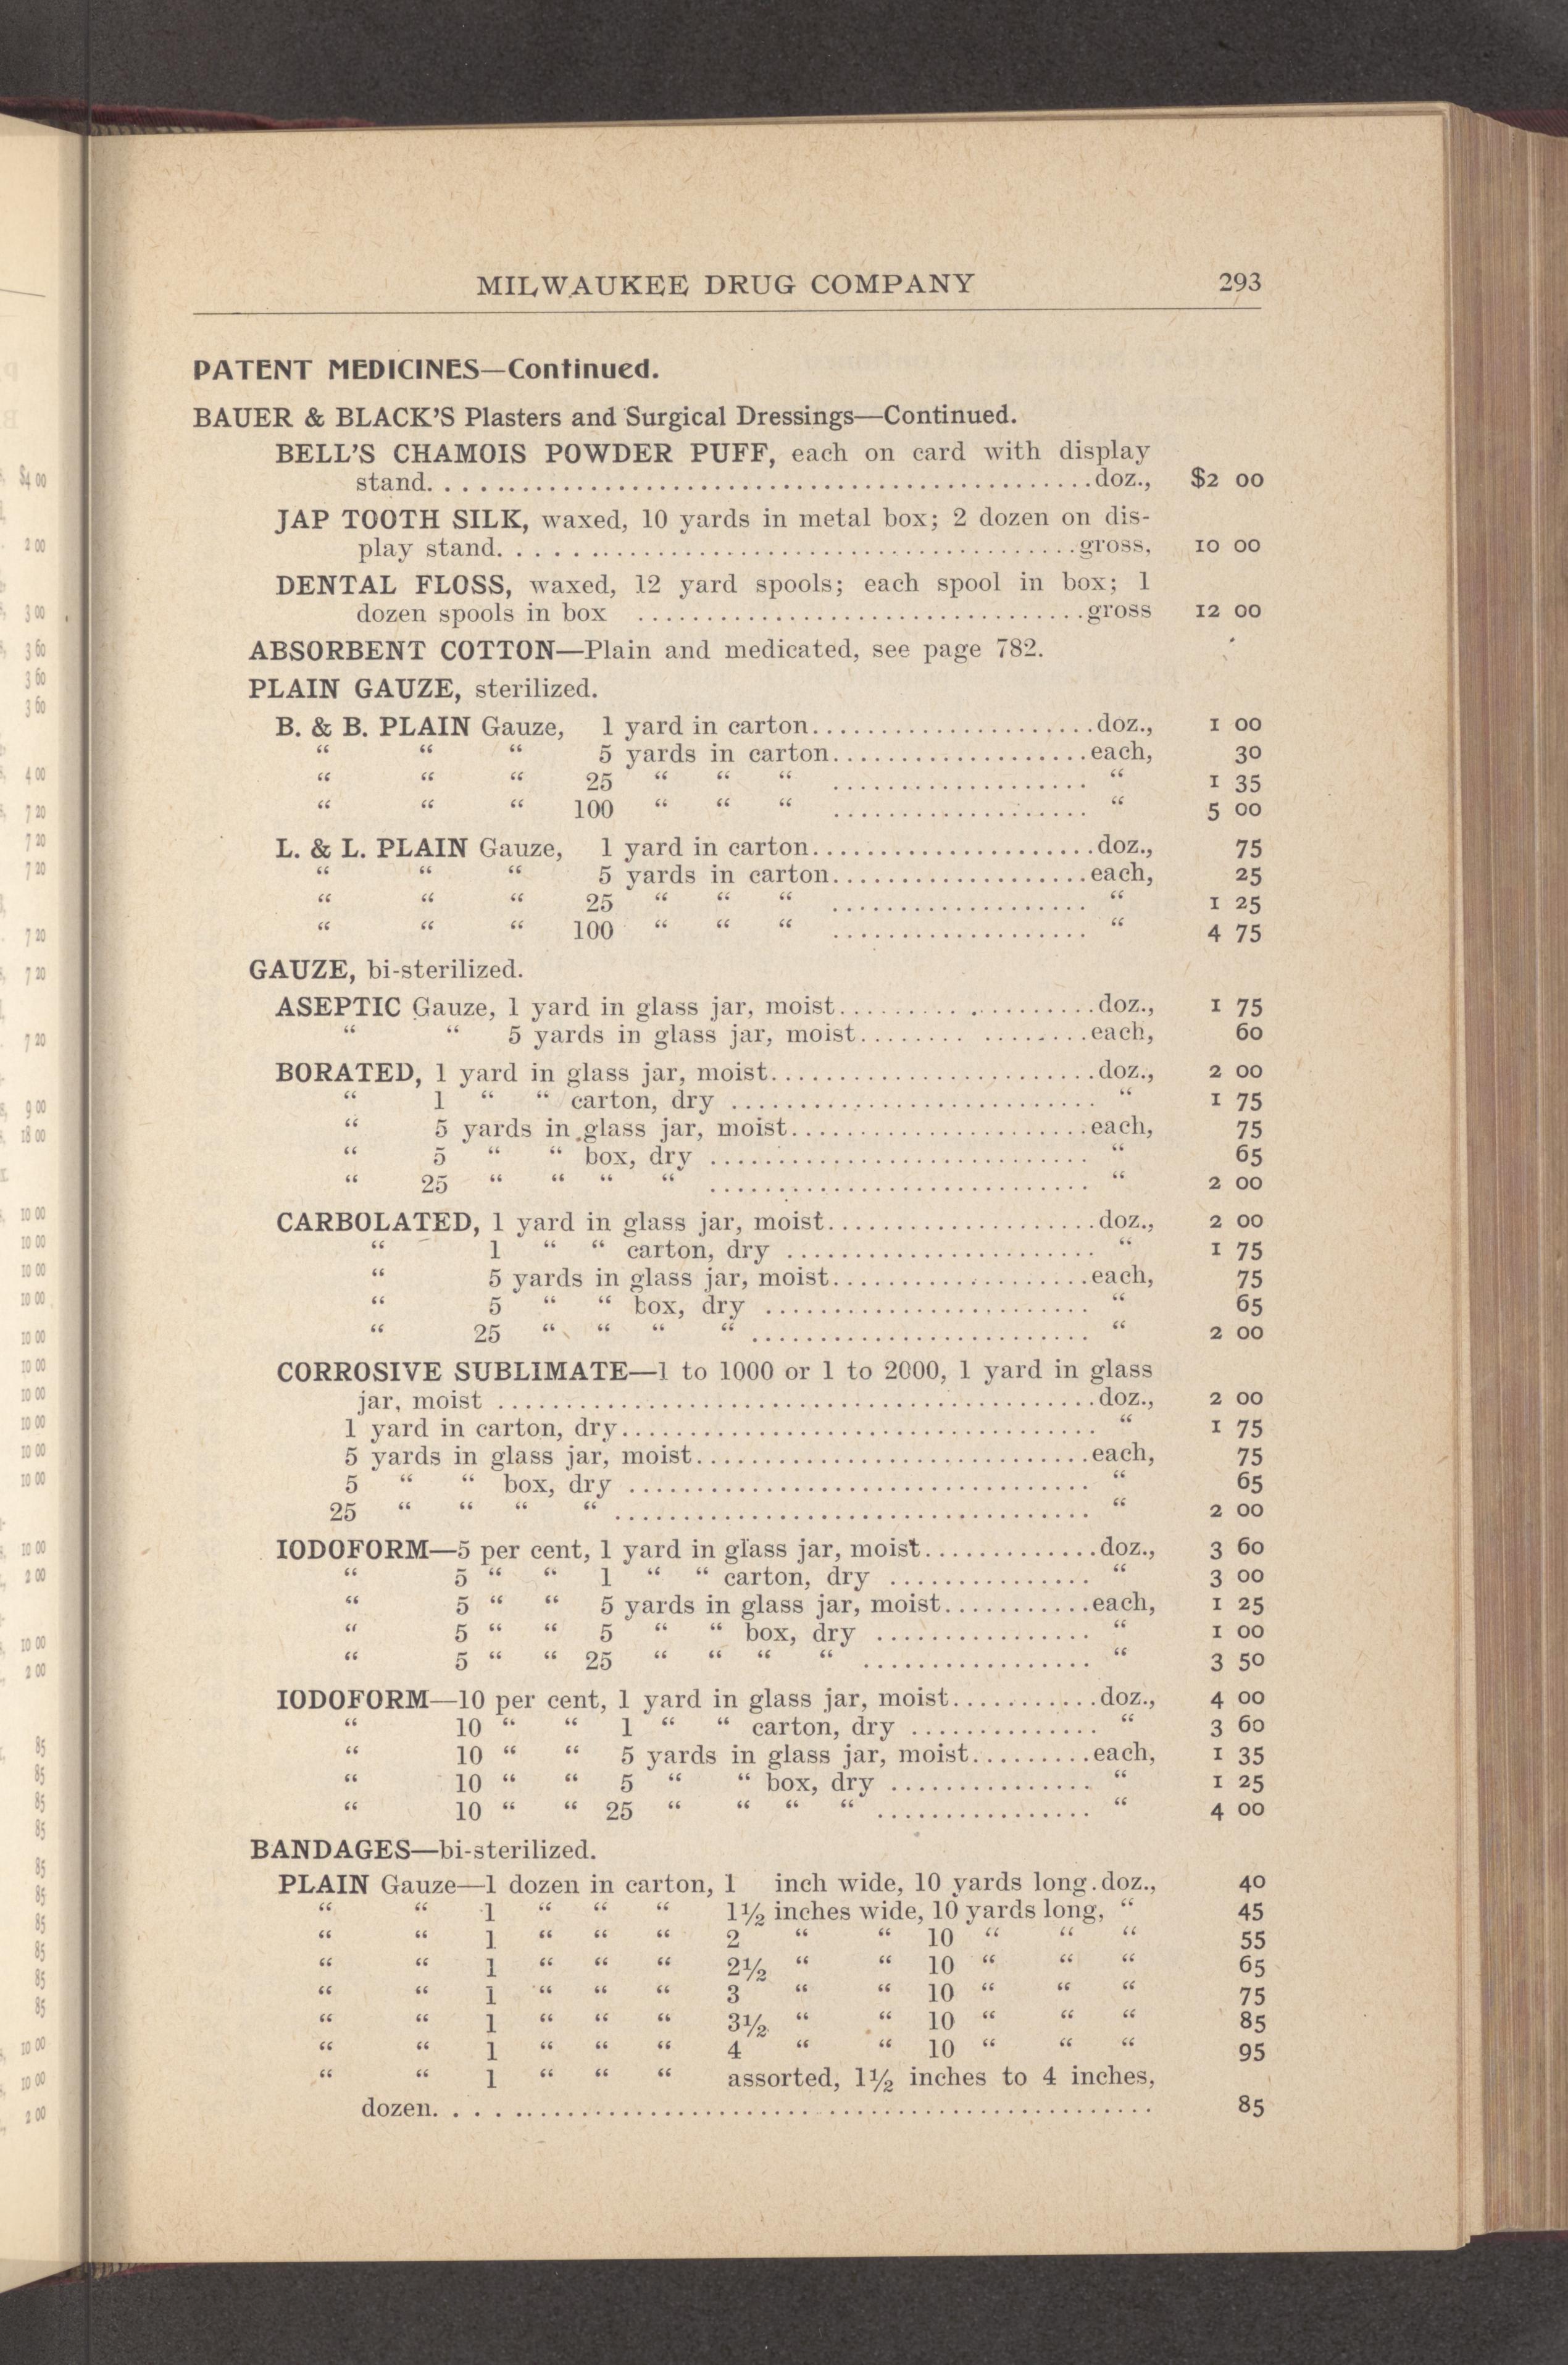 MILWAUKEE DRUG COMPANY 293
PATENT MEDICINES—Continued.
BAUER & BLACK'S Plasters and Surgical Dressings—Continued.
BELL'S CHAMOIS POWDER PUFF, each on card with display
stand. . . . . . . . . . . . . . . . . . . . doz., $2 00
JAP TOOTH SILK, waxed, 10 yards in metal box; 2 dozen on dis-
play stand. . . . . . . . . . . . . . . . . . . . gross, 10 00
DENTAL FLOSS, waxed, 12 yard spools; each spool in box; 1
dozen spools in box . . . . . . . . . . . . . . . . gross 12 00
ABSORBENT COTTON—Plain and medicated, see page 782.
PLAIN GAUZE, sterilized.
B. & B. PLAIN Gauze, 1 yard in carton. . . . . . . . . . doz., 1 00
" " " 5 yards in carton. . . . . . . . . . each, 30
" " " 25 " " " . . . . . . . . . . " 1 35
" " " 100 " " " . . . . . . . . . . " 5 00
L. & L. PLAIN Gauze, 1 yard in carton. . . . . . . . . . doz., 75
" " " 5 yards in carton. . . . . . . . . . each, 25
" " " 25 " " " . . . . . . . . . . " 1 25
" " " 100 " " " . . . . . . . . . . " 4 75
GAUZE, bi-sterilized.
ASEPTIC Gauze, 1 yard in glass jar, moist. . . . . . . . . . doz., 1 75
" " 5 yards in glass jar, moist. . . . . . . . . . each, 60
BORATED, 1 yard in glass jar, moist. . . . . . . . . . doz., 2 00
" 1 " " carton, dry . . . . . . . . . . " 1 75
" 5 yards in glass jar, moist. . . . . . . . . . each, 75
" 5 " " box, dry . . . . . . . . . . " 65
" 25 " " " " . . . . . . . . . . " 2 00
CARBOLATED, 1 yard in glass jar, moist. . . . . . . . . . doz., 2 00
" 1 " " carton, dry . . . . . . . . . . " 1 75
" 5 yards in glass jar, moist. . . . . . . . . . each, 75
" 5 " " box, dry . . . . . . . . . . " 65
" 25 " " " " . . . . . . . . . . " 2 00
CORROSIVE SUBLIMATE—1 to 1000 or 1 to 2000, 1 yard in glass
jar, moist . . . . . . . . . . doz., 2 00
1 yard in carton, dry. . . . . . . . . . " 1 75
5 yards in glass jar, moist. . . . . . . . . . each, 75
5 " " box, dry . . . . . . . . . . " 65
25 " " " " . . . . . . . . . . " 2 00
IODOFORM—5 per cent, 1 yard in glass jar, moist. . . . . . . . . . doz., 3 60
" 5 " " 1 " " carton, dry . . . . . . . . . . " 3 00
" 5 " " 5 yards in glass jar, moist. . . . . . . . . . each, 1 25
" 5 " " 5 " " box, dry . . . . . . . . . . " 1 00
" 5 " " 25 " " " " . . . . . . . . . . " 3 50
IODOFORM—10 per cent, 1 yard in glass jar, moist. . . . . . . . . . doz., 4 00
" 10 " " 1 " " carton, dry . . . . . . . . . . " 3 60
" 10 " " 5 yards in glass jar, moist. . . . . . . . . . each, 1 35
" 10 " " 5 " " box, dry . . . . . . . . . . " 1 25
" 10 " " 25 " " " " . . . . . . . . . . " 4 00
BANDAGES—bi-sterilized.
PLAIN Gauze—1 dozen in carton, 1 inch wide, 10 yards long. doz., 40
" " 1 " " " 1½ inches wide, 10 yards long, " 45
" " 1 " " " 2 " " 10 " " " 55
" " 1 " " " 2½ " " 10 " " " 65
" " 1 " " " 3 " " 10 " " " 75
" " 1 " " " 3½ " " 10 " " " 85
" " 1 " " " 4 " " 10 " " " 95
" " 1 " " " assorted, 1½ inches to 4 inches,
dozen. . . . . . . . . . . . . . . . . . . . 85